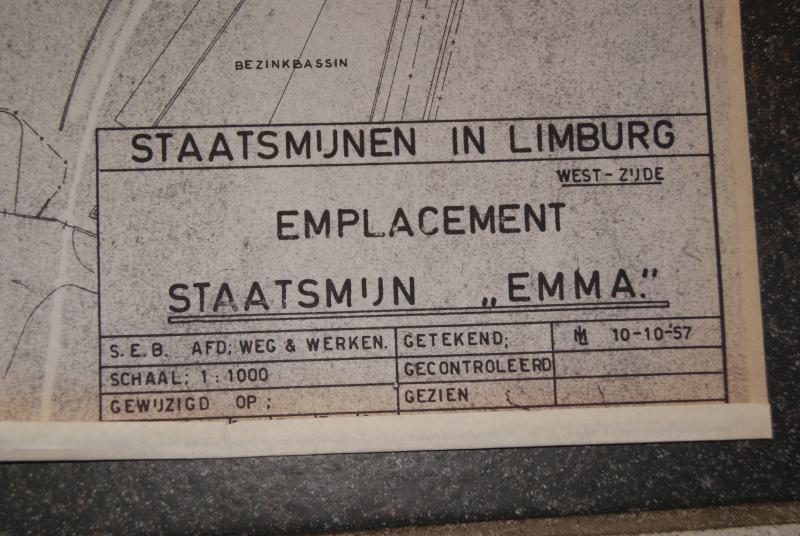 BEZINKBASSIN
STAATSMIJNEN IN LIMBURG
WEST-ZIJDE
EMPLACEMENT
STAATSMIJN „EMMA.”
S.E.B. AFD; WEG & WERKEN. GETEKEND; 10-10-'57
SCHAAL; 1:1000 GECONTROLEERD
GEWIJZIGD OP; GEZIEN